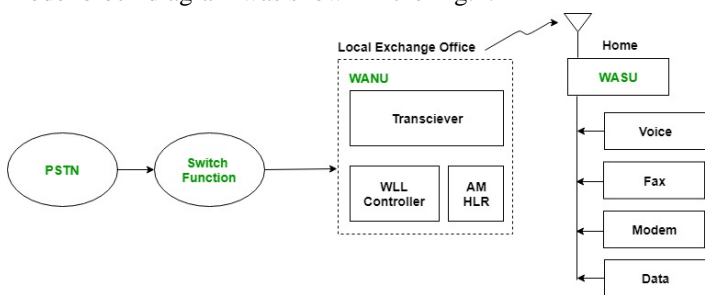 Local Exchange Office
Home
WANU
WASU
Transciever
Voice
PSTN
Switch
Function
WLL
Controller
AM
HLR
Fax
Modem
Data